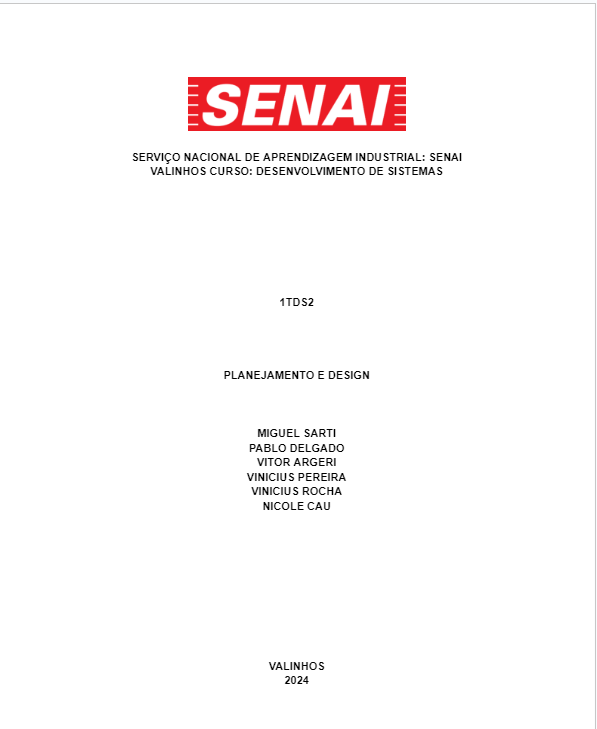 SENAI
SERVIÇO NACIONAL DE APRENDIZAGEM INDUSTRIAL: SENAI
VALINHOS CURSO: DESENVOLVIMENTO DE SISTEMAS
1TDS2
PLANEJAMENTO E DESIGN
MIGUEL SARTI
PABLO DELGADO
VITOR ARGERI
VINICIUS PEREIRA
VINICIUS ROCHA
NICOLE CAU
VALINHOS
2024